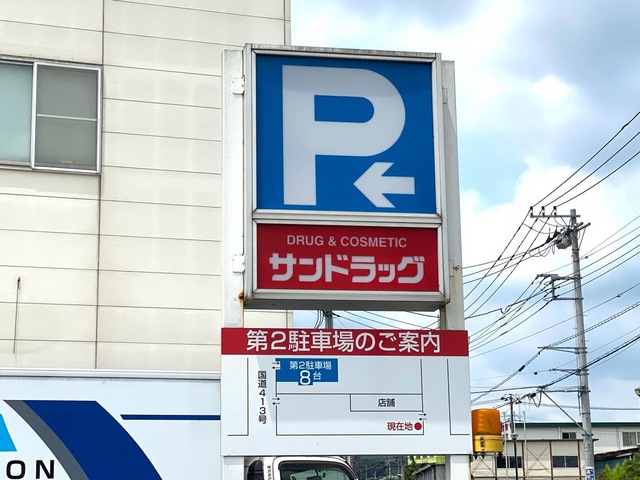 P
DRUG & COSMETIC
サンドラッグ
第2駐車場のご案内
第2駐車場
8台
国道413号
店舗
現在地
ION